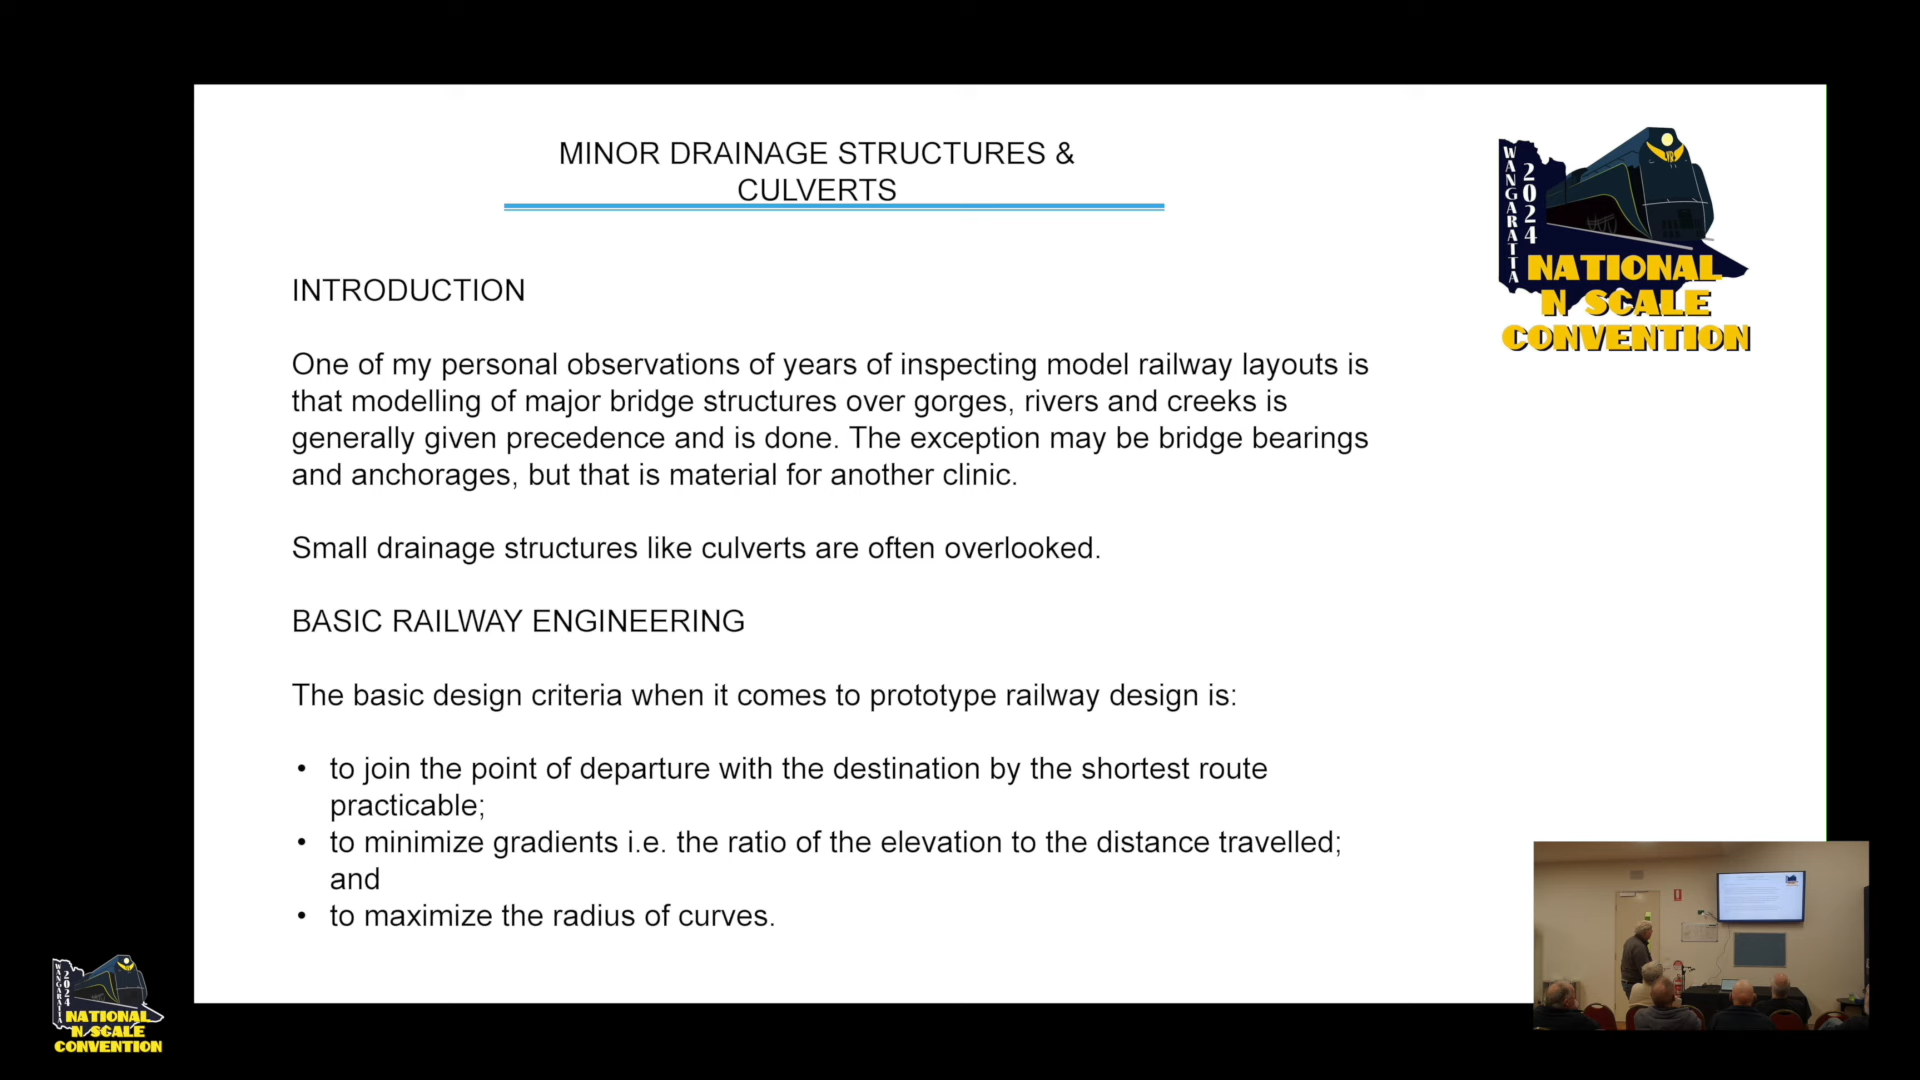 MINOR DRAINAGE STRUCTURES &
CULVERTS
WANGARATTA
2024
NATIONAL
N SCALE
CONVENTION
INTRODUCTION
One of my personal observations of years of inspecting model railway layouts is
that modelling of major bridge structures over gorges, rivers and creeks is
generally given precedence and is done. The exception may be bridge bearings
and anchorages, but that is material for another clinic.
Small drainage structures like culverts are often overlooked.
BASIC RAILWAY ENGINEERING
The basic design criteria when it comes to prototype railway design is:
• to join the point of departure with the destination by the shortest route
practicable;
• to minimize gradients i.e. the ratio of the elevation to the distance travelled;
and
• to maximize the radius of curves.
WANGARATTA
2024
NATIONAL
N SCALE
CONVENTION